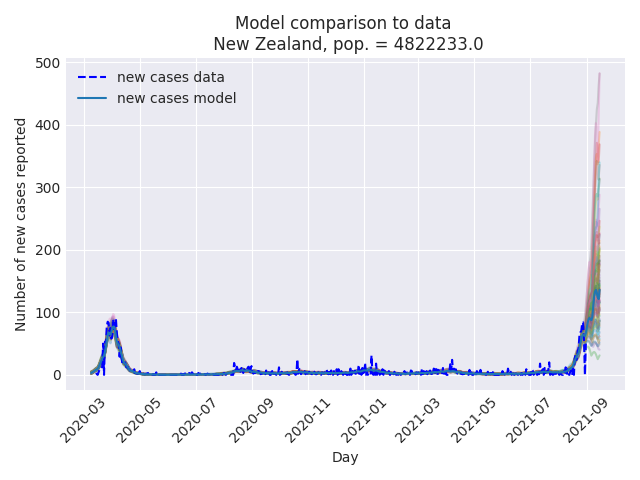 Model comparison to data
New Zealand, pop. = 4822233.0
new cases data
new cases model
Number of new cases reported
500
400
300
200
100
0
2020-03
2020-05
2020-07
2020-09
2020-11
2021-01
2021-03
2021-05
2021-07
2021-09
Day